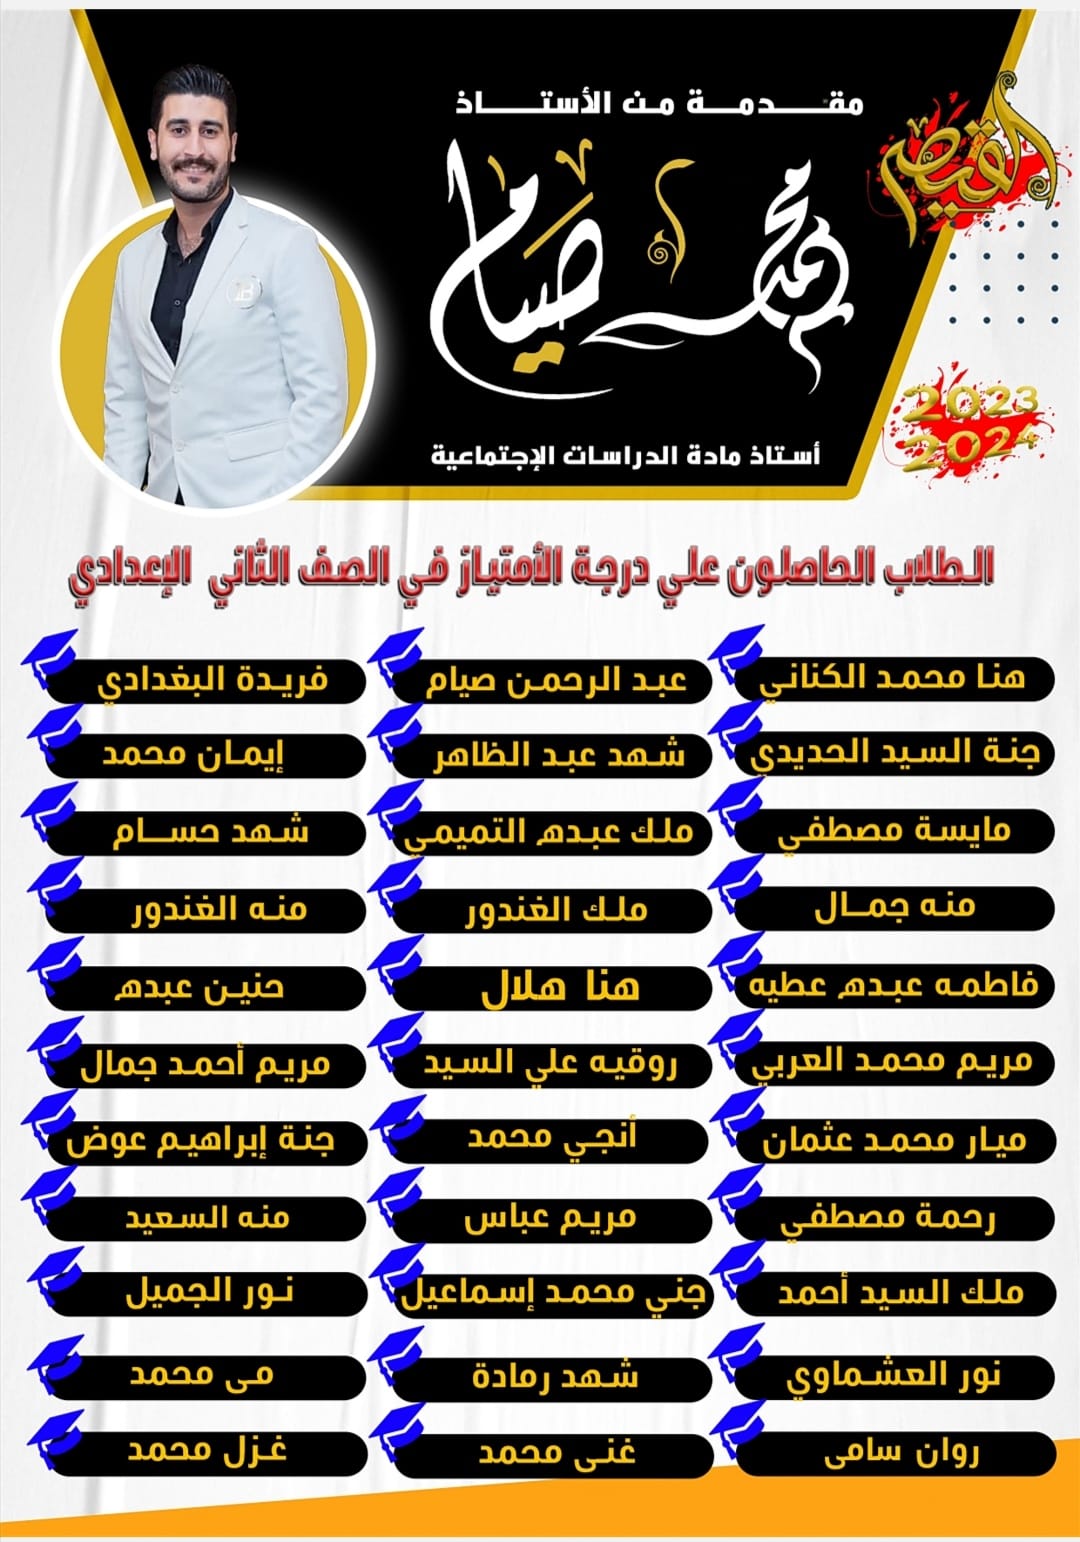 مقدمة من الأستاذ
محمد صيام
القيصر
2023
2024
أستاذ مادة الدراسات الإجتماعية
الطلاب الحاصلون علي درجة الأمتياز في الصف الثاني الإعدادي
هنا محمد الكناني
عبد الرحمن صيام
فريدة البغدادي
جنة السيد الحديدي
شهد عبد الظاهر
إيمان محمد
مايسة مصطفي
ملك عبده التميمي
شهد حسام
منه جمال
ملك الغندور
منه الغندور
فاطمه عبده عطيه
هنا هلال
حنين عبده
مريم محمد العربي
روقيه علي السيد
مريم أحمد جمال
ميار محمد عثمان
أنجي محمد
جنة إبراهيم عوض
رحمة مصطفي
مريم عباس
منه السعيد
ملك السيد أحمد
جني محمد إسماعيل
نور الجميل
نور العشماوي
شهد رمادة
مى محمد
روان سامى
غنى محمد
غزل محمد